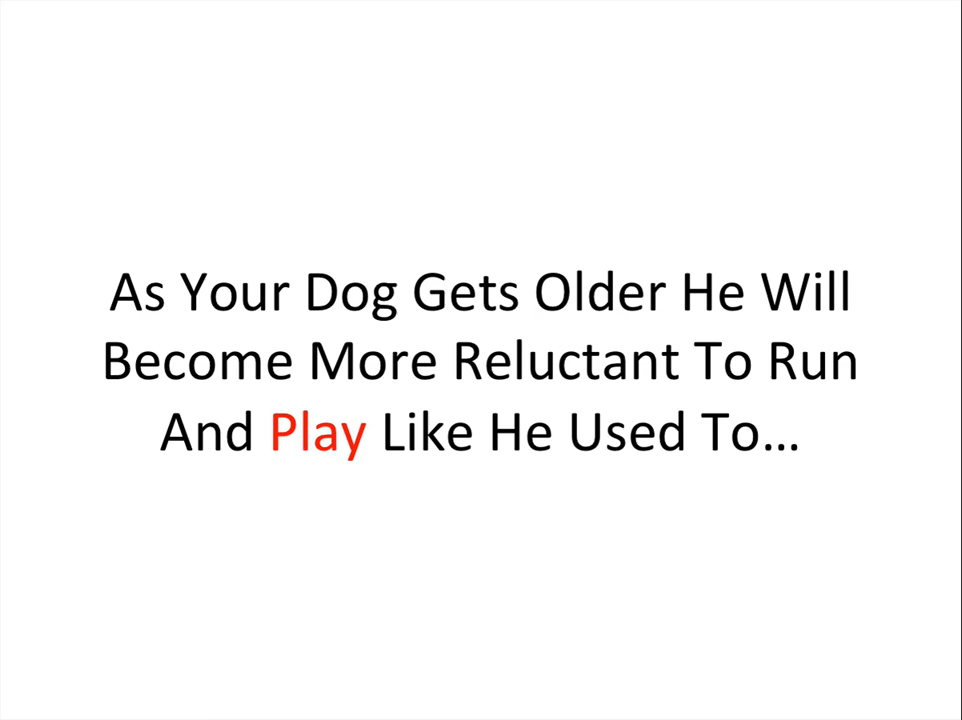 As Your Dog Gets Older He Will
Become More Reluctant To Run
And Play Like He Used To…